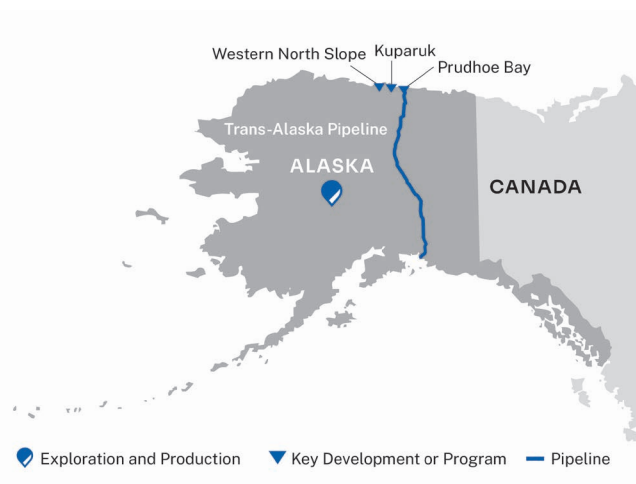 Western North Slope
Kuparuk
Prudhoe Bay
Trans-Alaska Pipeline
ALASKA
CANADA
Exploration and Production
Key Development or Program
Pipeline